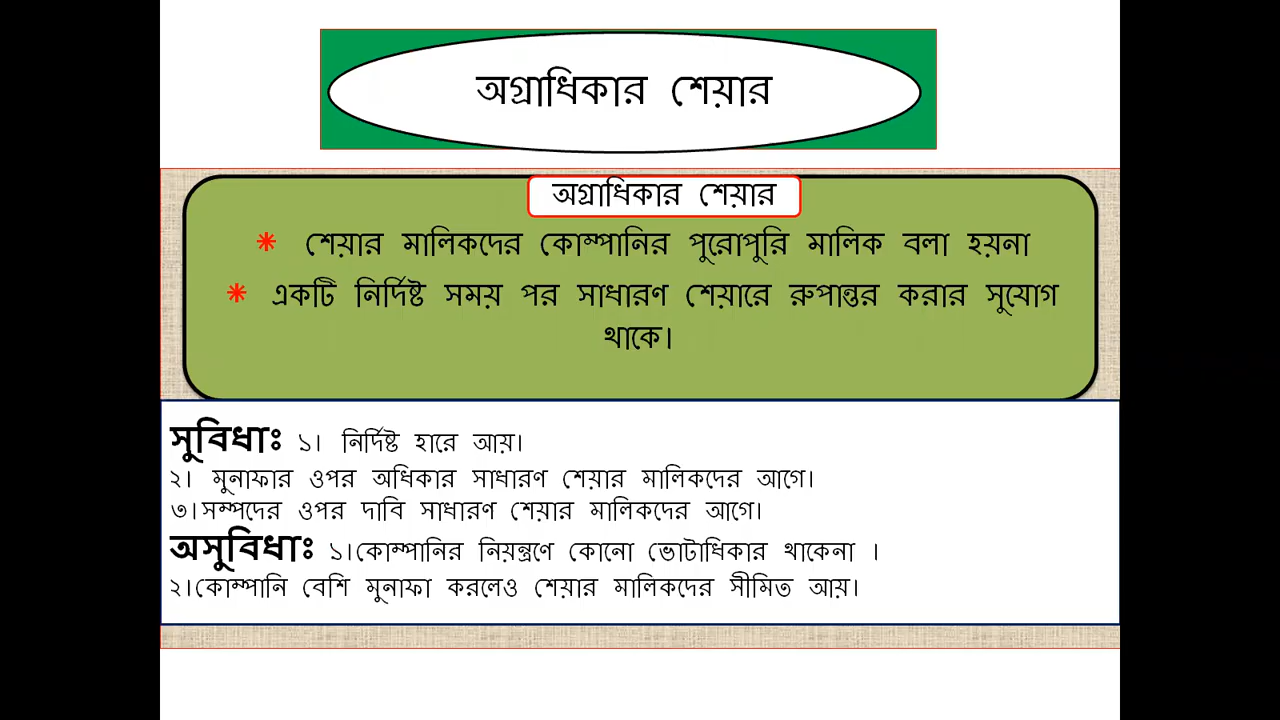 অগ্রাধিকার শেয়ার
অগ্রাধিকার শেয়ার
* শেয়ার মালিকদের কোম্পানির পুরোপুরি মালিক বলা হয়না
* একটি নির্দিষ্ট সময় পর সাধারণ শেয়ারে রুপান্তর করার সুযোগ
থাকে।
সুবিধাঃ ১। নির্দিষ্ট হারে আয়।
২। মুনাফার ওপর অধিকার সাধারণ শেয়ার মালিকদের আগে।
৩।সম্পদের ওপর দাবি সাধারণ শেয়ার মালিকদের আগে।
অসুবিধাঃ ১।কোম্পানির নিয়ন্ত্রণে কোনো ভোটাধিকার থাকেনা ।
২।কোম্পানি বেশি মুনাফা করলেও শেয়ার মালিকদের সীমিত আয়।